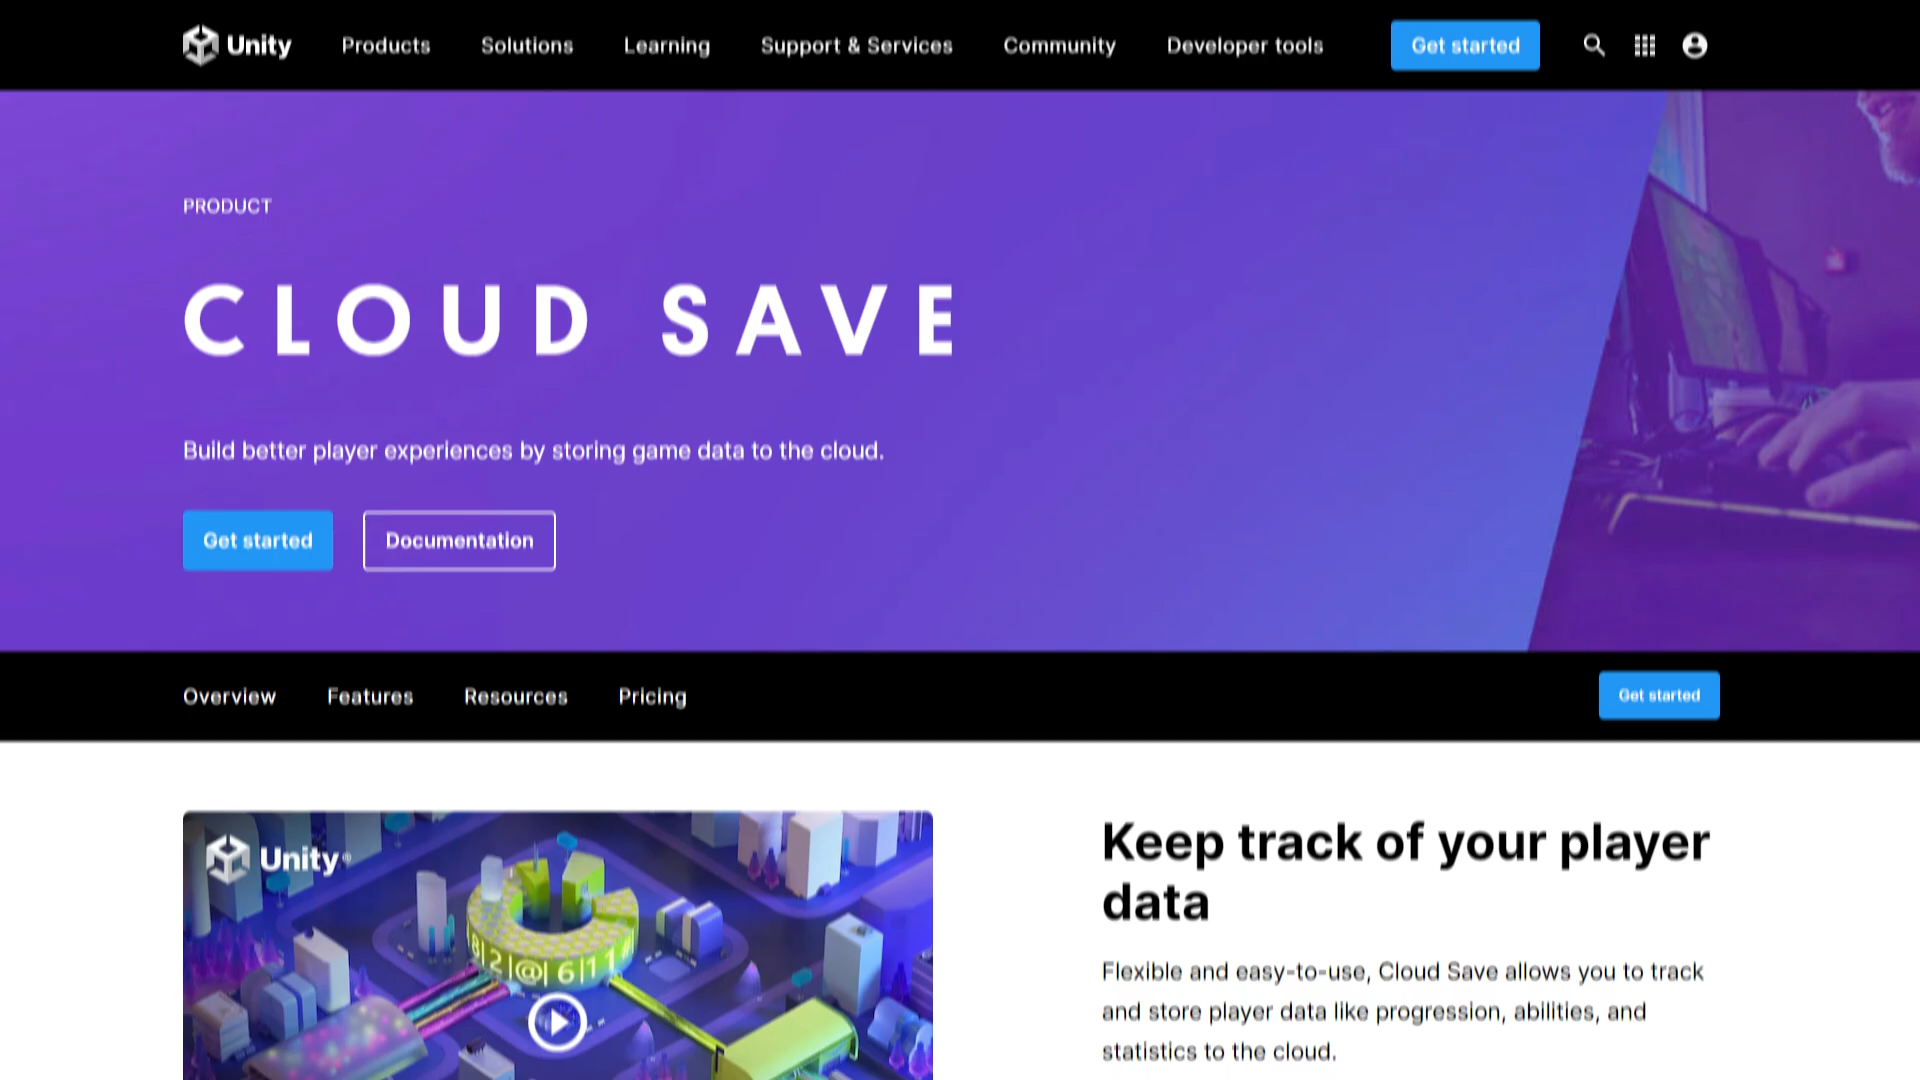 Unity Products Solutions Learning Support & Services Community Developer tools Get started
PRODUCT
CLOUD SAVE
Build better player experiences by storing game data to the cloud.
Get started Documentation
Overview Features Resources Pricing Get started
Unity
Keep track of your player
data
Flexible and easy-to-use, Cloud Save allows you to track
and store player data like progression, abilities, and
statistics to the cloud.